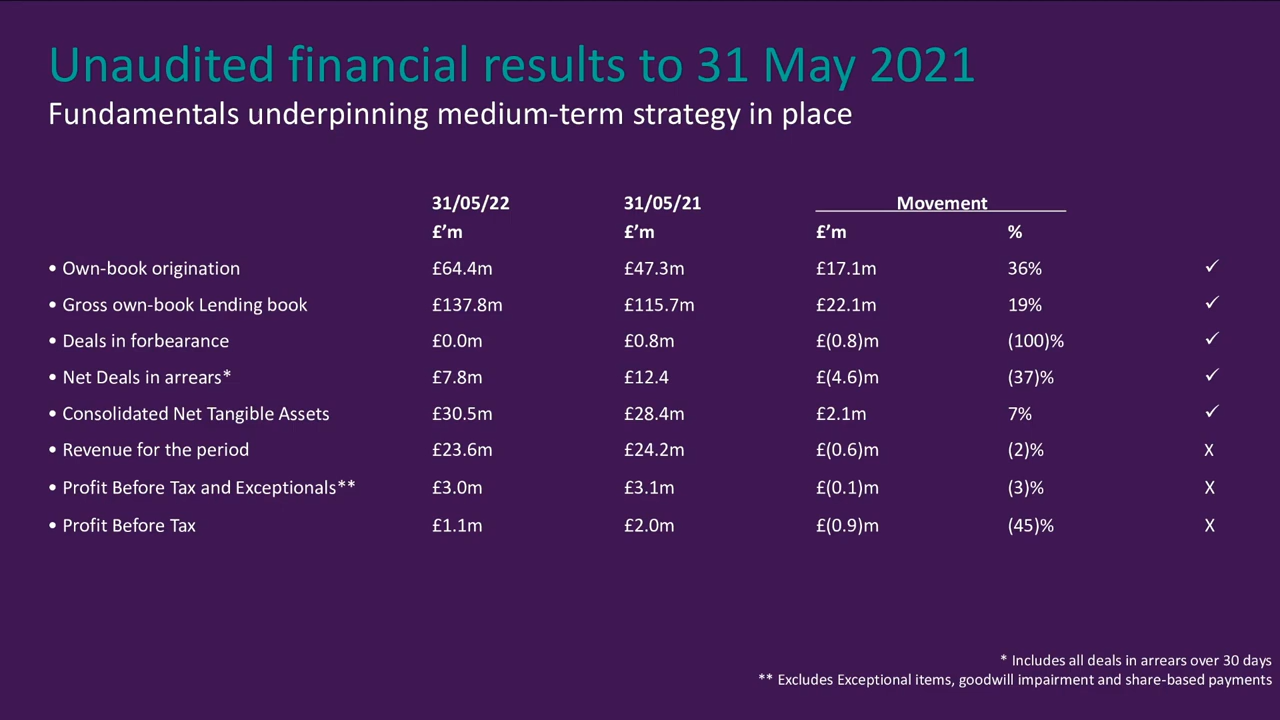 Unaudited financial results to 31 May 2021
Fundamentals underpinning medium-term strategy in place
31/05/22 31/05/21 Movement
£’m £’m £’m %
• Own-book origination £64.4m £47.3m £17.1m 36% ✓
• Gross own-book Lending book £137.8m £115.7m £22.1m 19% ✓
• Deals in forbearance £0.0m £0.8m £(0.8)m (100)% ✓
• Net Deals in arrears* £7.8m £12.4 £(4.6)m (37)% ✓
• Consolidated Net Tangible Assets £30.5m £28.4m £2.1m 7% ✓
• Revenue for the period £23.6m £24.2m £(0.6)m (2)% X
• Profit Before Tax and Exceptionals** £3.0m £3.1m £(0.1)m (3)% X
• Profit Before Tax £1.1m £2.0m £(0.9)m (45)% X
* Includes all deals in arrears over 30 days
** Excludes Exceptional items, goodwill impairment and share-based payments